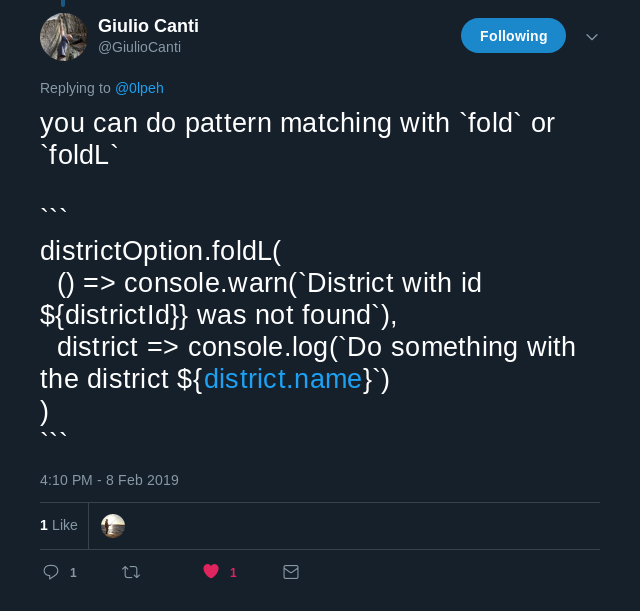 Giulio Canti
@GiulioCanti
Following
Replying to @0lpeh
you can do pattern matching with `fold` or
`foldL`
```
districtOption.foldL(
() => console.warn(`District with id
${districtId}} was not found`),
district => console.log(`Do something with
the district ${district.name}`)
)
```
4:10 PM - 8 Feb 2019
1 Like
1
1